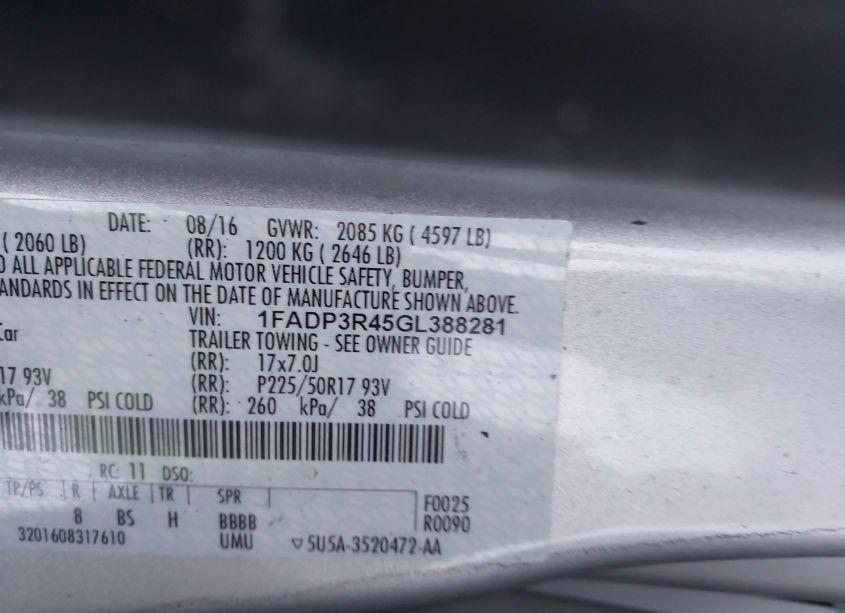 DATE: 08/16 GVWR: 2085 KG ( 4597 LB)
( 2060 LB) (RR): 1200 KG ( 2646 LB)
O ALL APPLICABLE FEDERAL MOTOR VEHICLE SAFETY, BUMPER,
ANDARDS IN EFFECT ON THE DATE OF MANUFACTURE SHOWN ABOVE.
VIN: 1FADP3R45GL388281
Car TRAILER TOWING - SEE OWNER GUIDE
(RR): 17x7.0J
17 93V (RR): P225/50R17 93V
kPa/ 38 PSI COLD (RR): 260 kPa/ 38 PSI COLD
RC: 11 DSO:
TP/PS R AXLE TR SPR F0025
8 BS H BBBB R0090
3201608317610 UMU 5U5A-3520472-AA